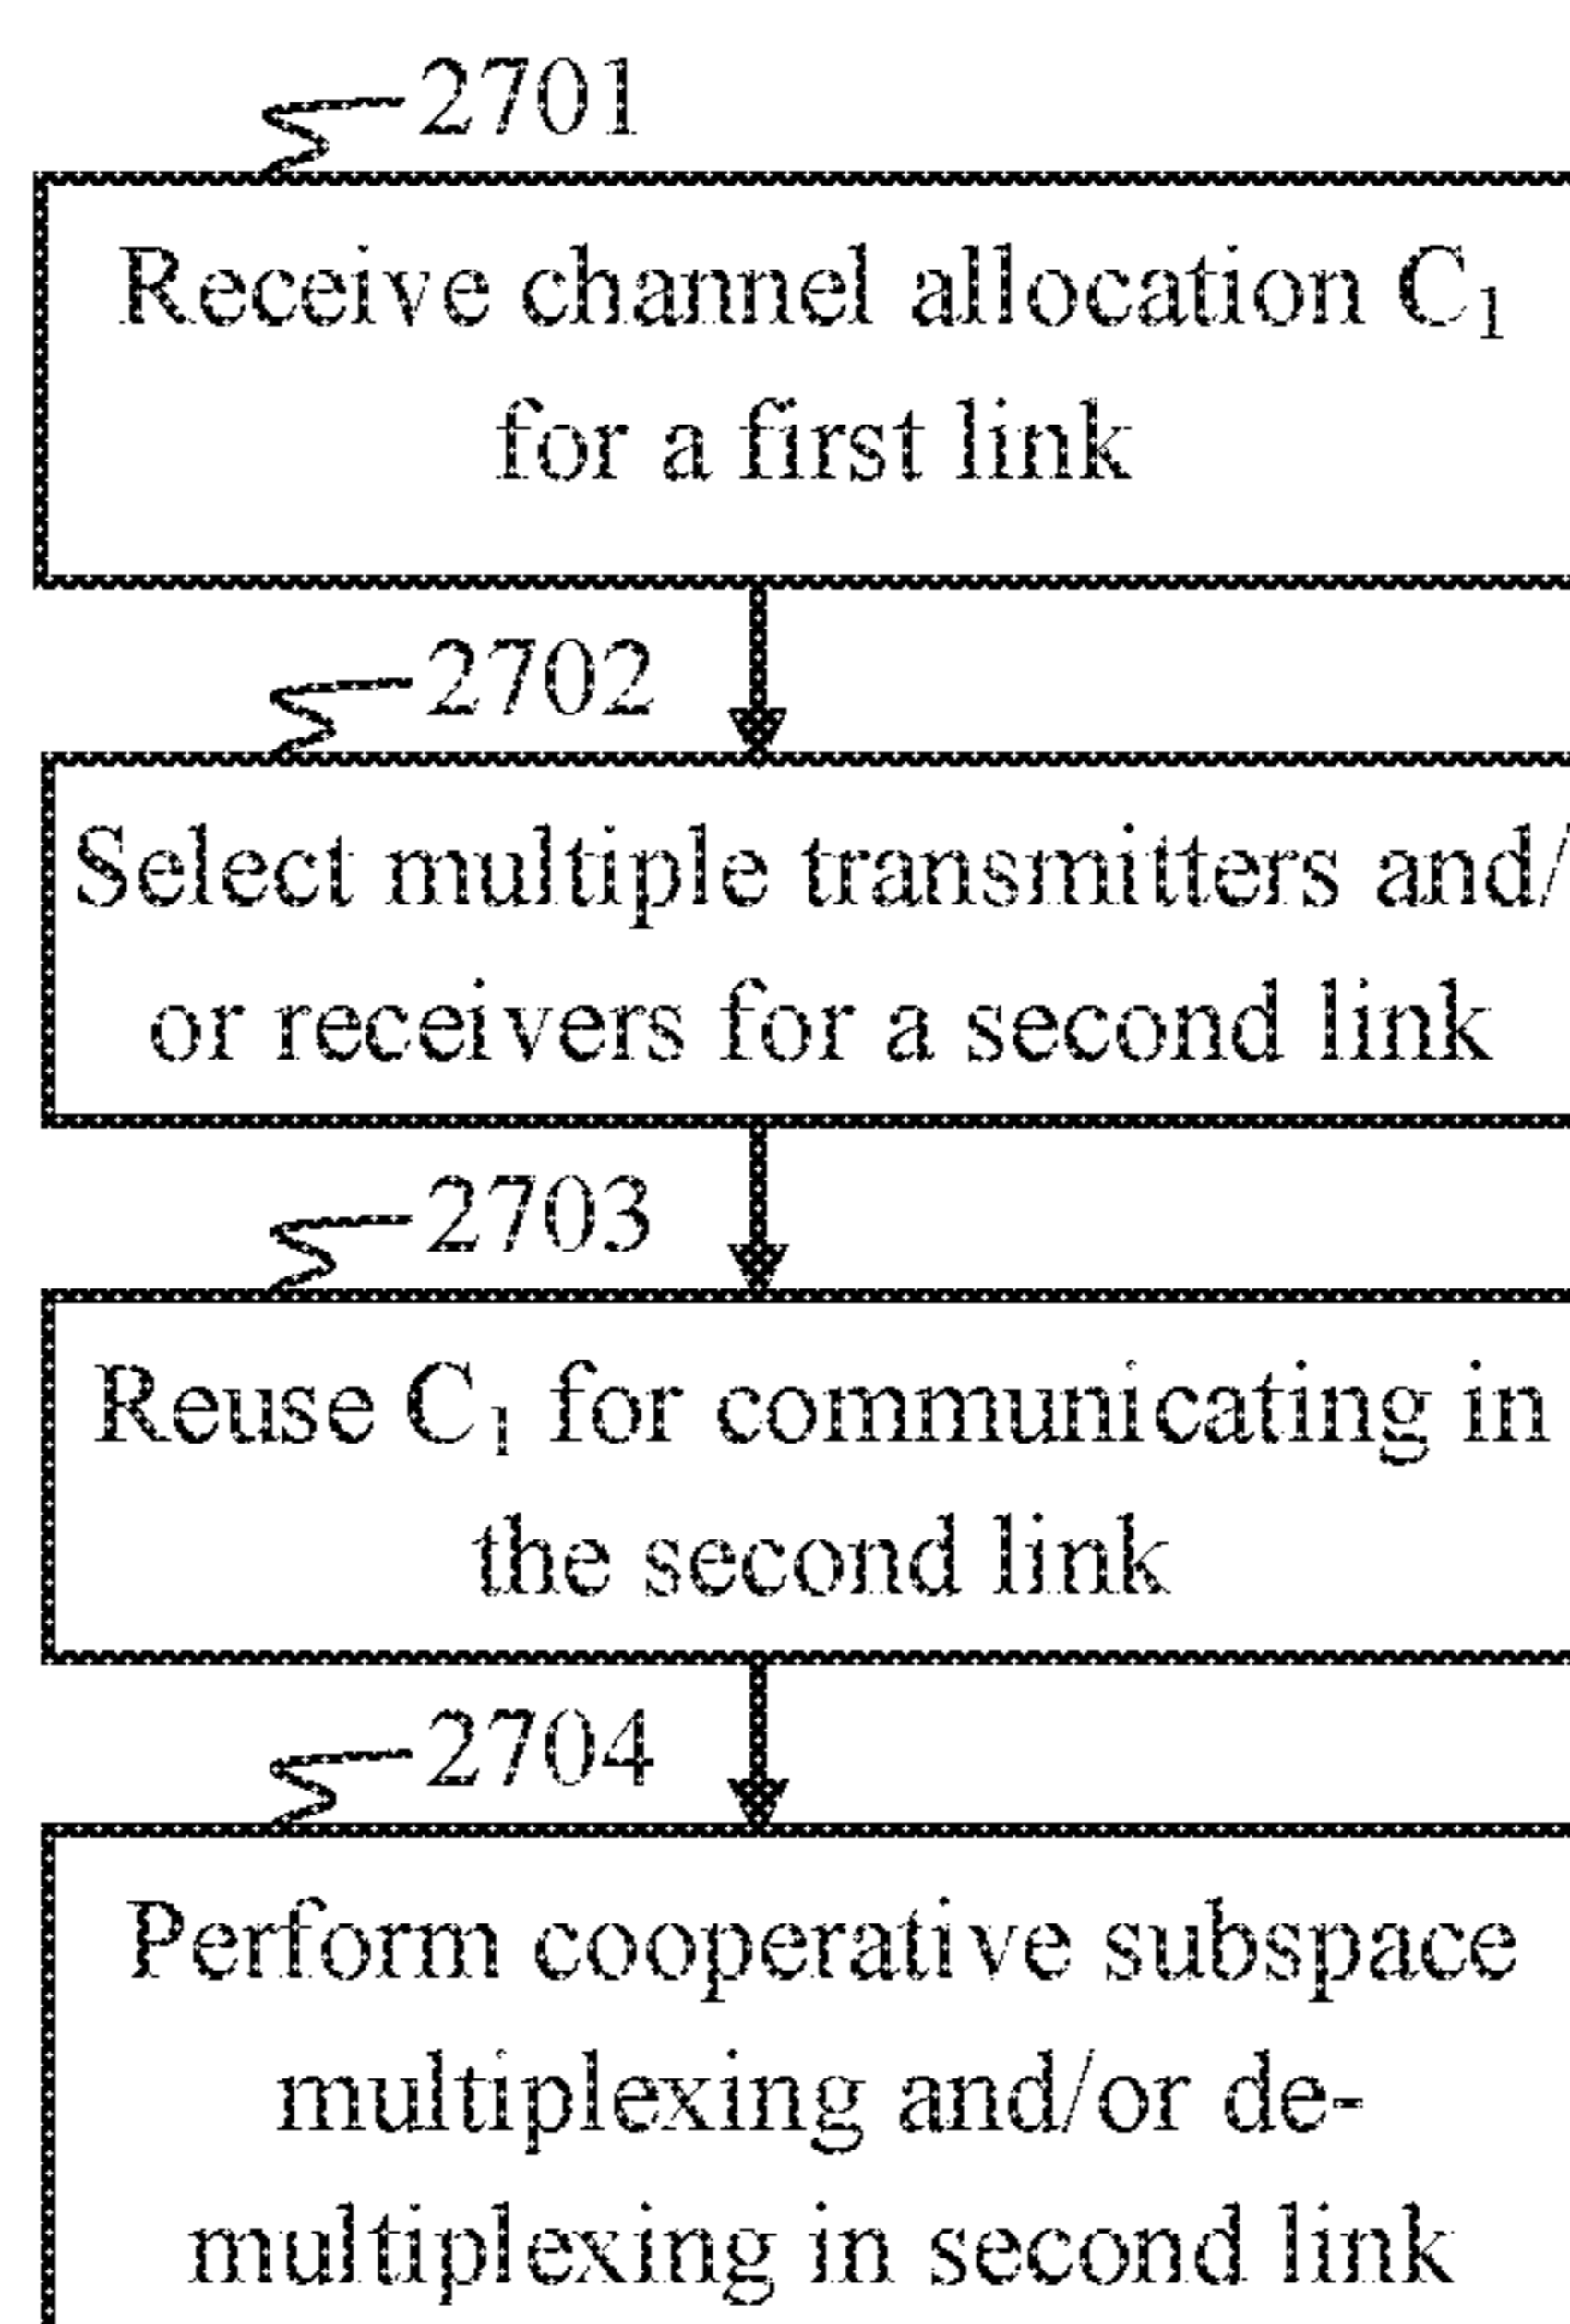 2701
Receive channel allocation C₁
for a first link
2702
Select multiple transmitters and/
or receivers for a second link
2703
Reuse C₁ for communicating in
the second link
2704
Perform cooperative subspace
multiplexing and/or de-
multiplexing in second link